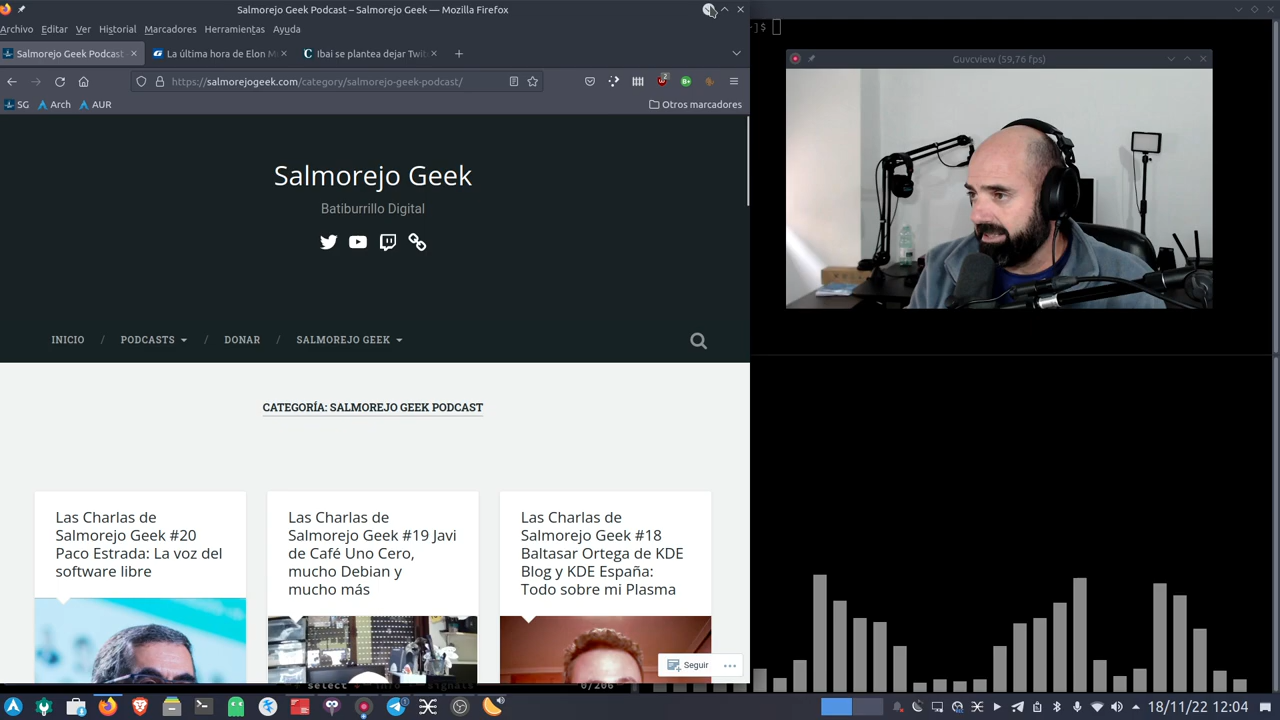 Salmorejo Geek Podcast – Salmorejo Geek — Mozilla Firefox
Archivo Editar Ver Historial Marcadores Herramientas Ayuda
Salmorejo Geek Podcast
La última hora de Elon M
Ibai se plantea dejar Twit
https://salmorejogeek.com/category/salmorejo-geek-podcast/
2
SG Arch AUR
Otros marcadores
Salmorejo Geek
Batiburrillo Digital
INICIO / PODCASTS / DONAR / SALMOREJO GEEK
CATEGORÍA: SALMOREJO GEEK PODCAST
Las Charlas de
Salmorejo Geek #20
Paco Estrada: La voz del
software libre
Las Charlas de
Salmorejo Geek #19 Javi
de Café Uno Cero,
mucho Debian y
mucho más
Las Charlas de
Salmorejo Geek #18
Baltasar Ortega de KDE
Blog y KDE España:
Todo sobre mi Plasma
Seguir
]$
Guvcview (59,76 fps)
18/11/22 12:04